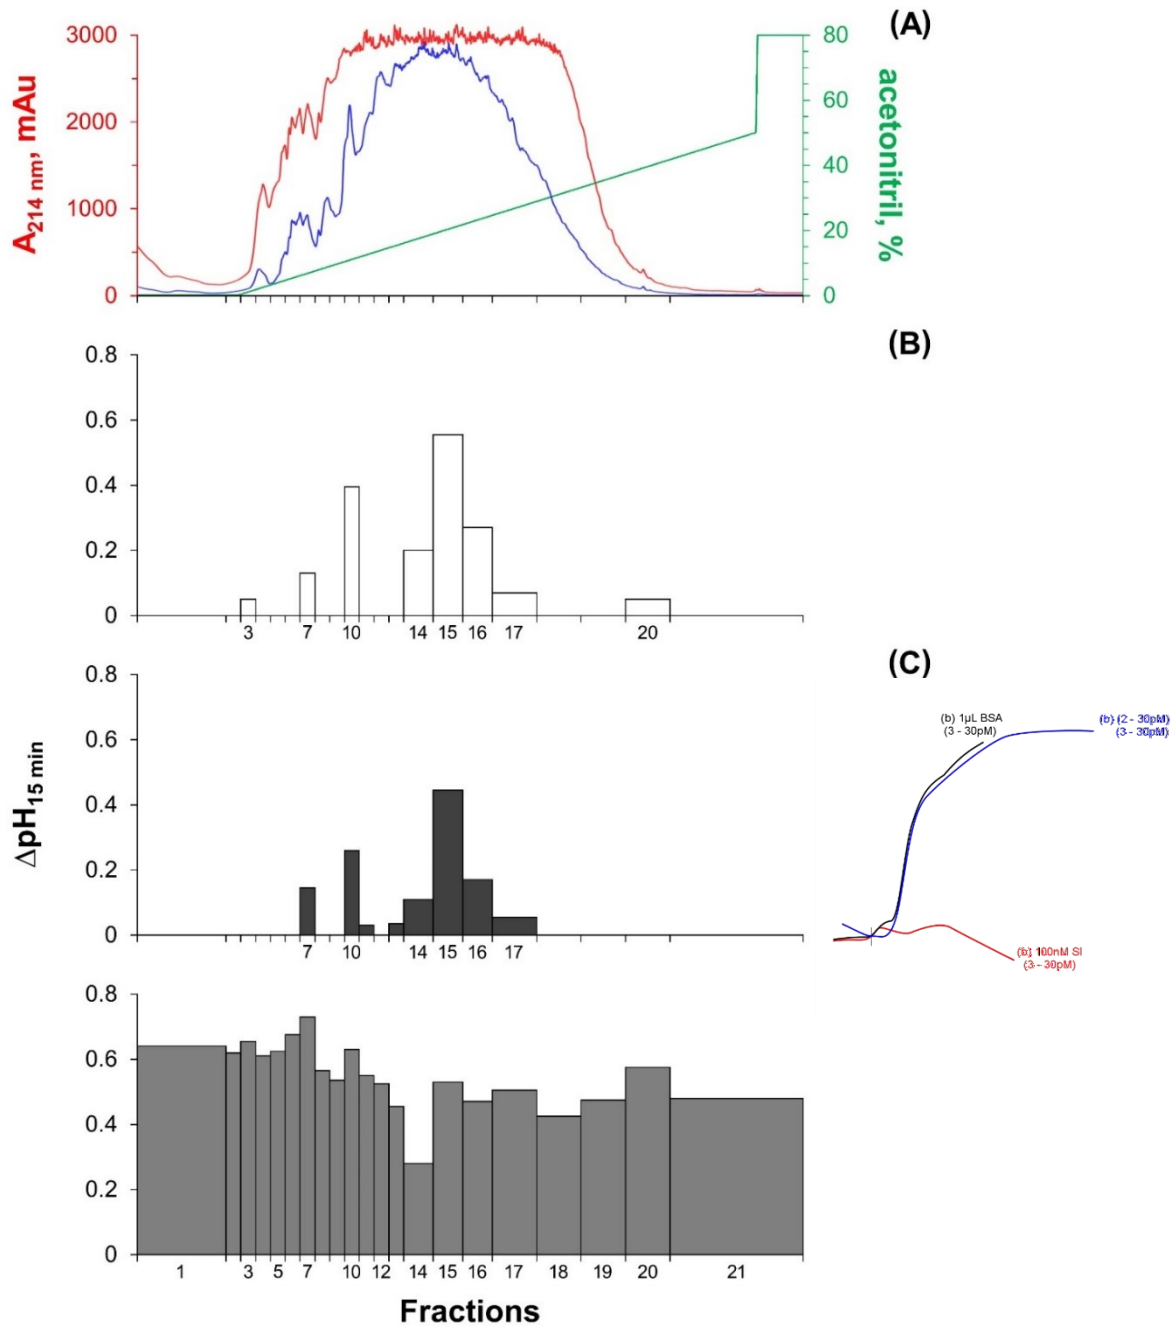 (A)
3000
2000
1000
0
A214 nm, mAu
80
60
40
20
0
acetonitril, %
(B)
0.8
0.6
0.4
0.2
0
3 7 10 14 15 16 17 20
(C)
0.8
0.6
0.4
0.2
0
7 10 14 15 16 17
ΔpH15 min
(b) 1µL BSA
(3 - 30pM)
(2 - 30pM)
(3 - 30pM)
100nM SI
(3 - 30pM)
0.8
0.6
0.4
0.2
0
1 3 5 7 10 12 14 15 16 17 18 19 20 21
Fractions